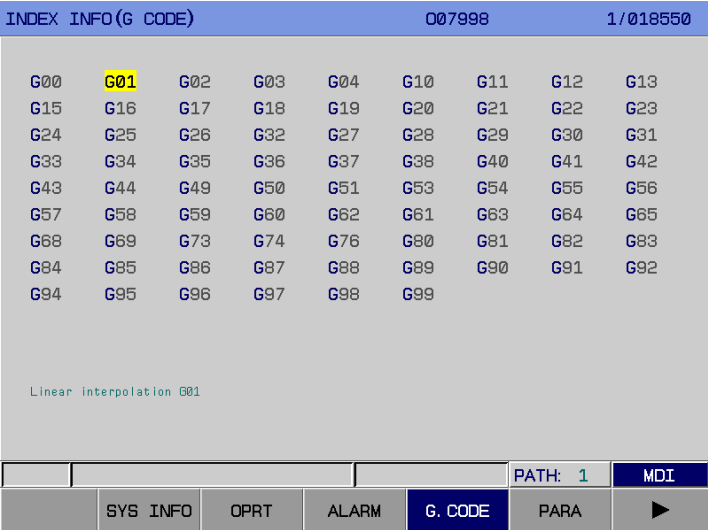 INDEX INFO(G CODE) O07998 1/018550
G00 G01 G02 G03 G04 G10 G11 G12 G13
G15 G16 G17 G18 G19 G20 G21 G22 G23
G24 G25 G26 G32 G27 G28 G29 G30 G31
G33 G34 G35 G36 G37 G38 G40 G41 G42
G43 G44 G49 G50 G51 G53 G54 G55 G56
G57 G58 G59 G60 G62 G61 G63 G64 G65
G68 G69 G73 G74 G76 G80 G81 G82 G83
G84 G85 G86 G87 G88 G89 G90 G91 G92
G94 G95 G96 G97 G98 G99
Linear interpolation G01
PATH: 1 MDI
SYS INFO OPRT ALARM G.CODE PARA